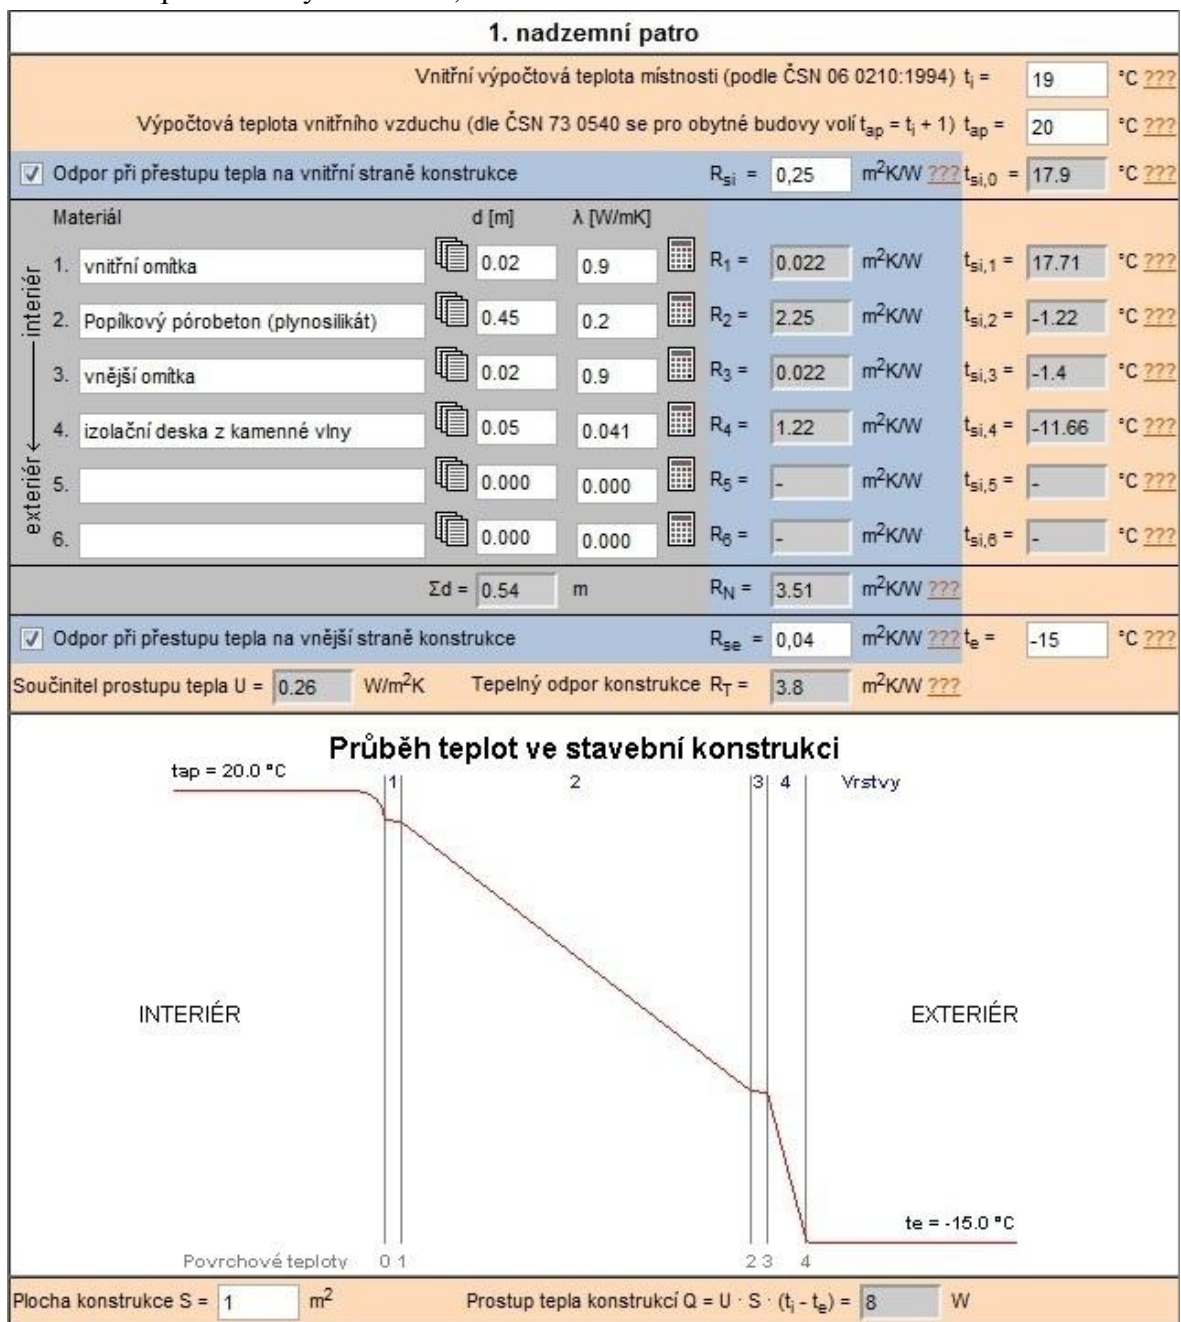 1. nadzemní patro
Vnitřní výpočtová teplota místnosti (podle ČSN 06 0210:1994) ti = 19 °C ???
Výpočtová teplota vnitřního vzduchu (dle ČSN 73 0540 se pro obytné budovy volí tap = ti + 1) tap = 20 °C ???
Odpor při přestupu tepla na vnitřní straně konstrukce Rsi = 0,25 m2K/W ??? tsi,0 = 17.9 °C ???
Materiál d [m] λ [W/mK]
1. vnitřní omítka 0.02 0.9 R1 = 0.022 m2K/W tsi,1 = 17.71 °C ???
2. Popílkový pórobeton (plynosilikát) 0.45 0.2 R2 = 2.25 m2K/W tsi,2 = -1.22 °C ???
3. vnější omítka 0.02 0.9 R3 = 0.022 m2K/W tsi,3 = -1.4 °C ???
4. izolační deska z kamenné vlny 0.05 0.041 R4 = 1.22 m2K/W tsi,4 = -11.66 °C ???
5. 0.000 0.000 R5 = - m2K/W tsi,5 = - °C ???
6. 0.000 0.000 R6 = - m2K/W tsi,6 = - °C ???
exteriér ← interiér
Σd = 0.54 m RN = 3.51 m2K/W ???
Odpor při přestupu tepla na vnější straně konstrukce Rse = 0,04 m2K/W ??? te = -15 °C ???
Součinitel prostupu tepla U = 0.26 W/m2K Tepelný odpor konstrukce RT = 3.8 m2K/W ???
Průběh teplot ve stavební konstrukci
tap = 20.0 °C 1 2 3 4 Vrstvy
INTERIÉR EXTERIÉR
te = -15.0 °C
Povrchové teploty 0 1 2 3 4
Plocha konstrukce S = 1 m2 Prostup tepla konstrukcí Q = U · S · (ti - te) = 8 W